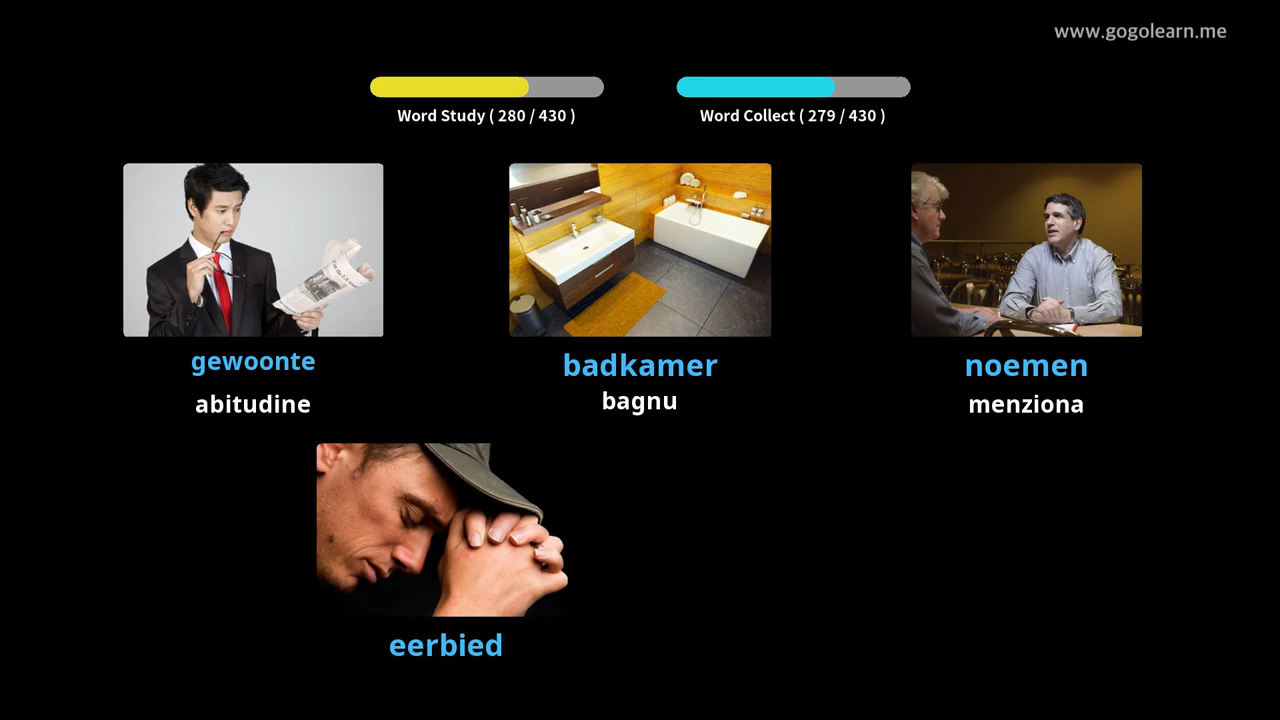 www.gogolearn.me
Word Study ( 280 / 430 )
Word Collect ( 279 / 430 )
gewoonte
abitudine
badkamer
bagnu
noemen
menziona
eerbied